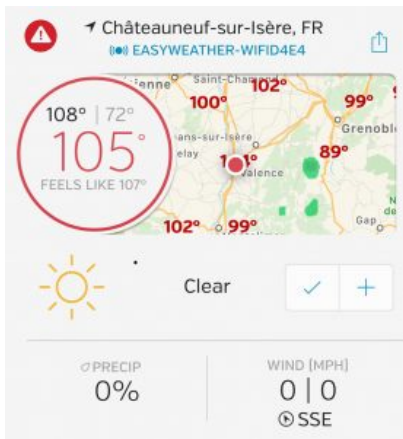 Châteauneuf-sur-Isère, FR
EASYWEATHER-WIFID4E4
108° | 72°
105°
FEELS LIKE 107°
Saint-Chamond
102°
100°
99°
Grenoble
89°
Valence
102°
99°
Gap
Clear
PRECIP
0%
WIND (MPH)
0 | 0
SSE